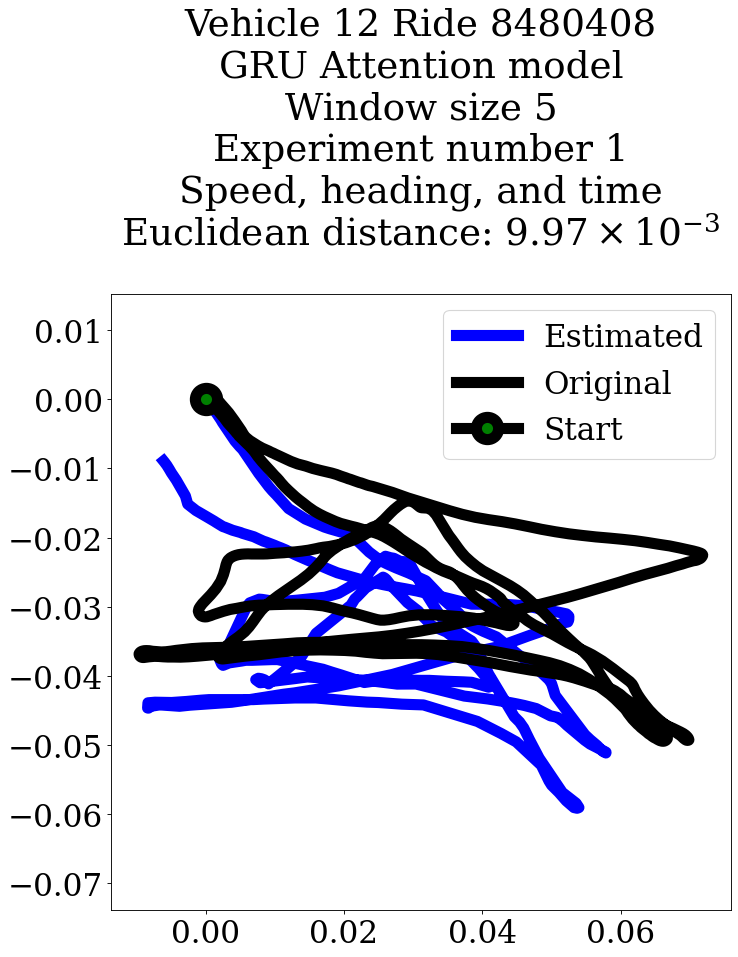 Vehicle 12 Ride 8480408
GRU Attention model
Window size 5
Experiment number 1
Speed, heading, and time
Euclidean distance: 9.97 × 10⁻³
Estimated
Original
Start
0.01
0.00
−0.01
−0.02
−0.03
−0.04
−0.05
−0.06
−0.07
0.00 0.02 0.04 0.06